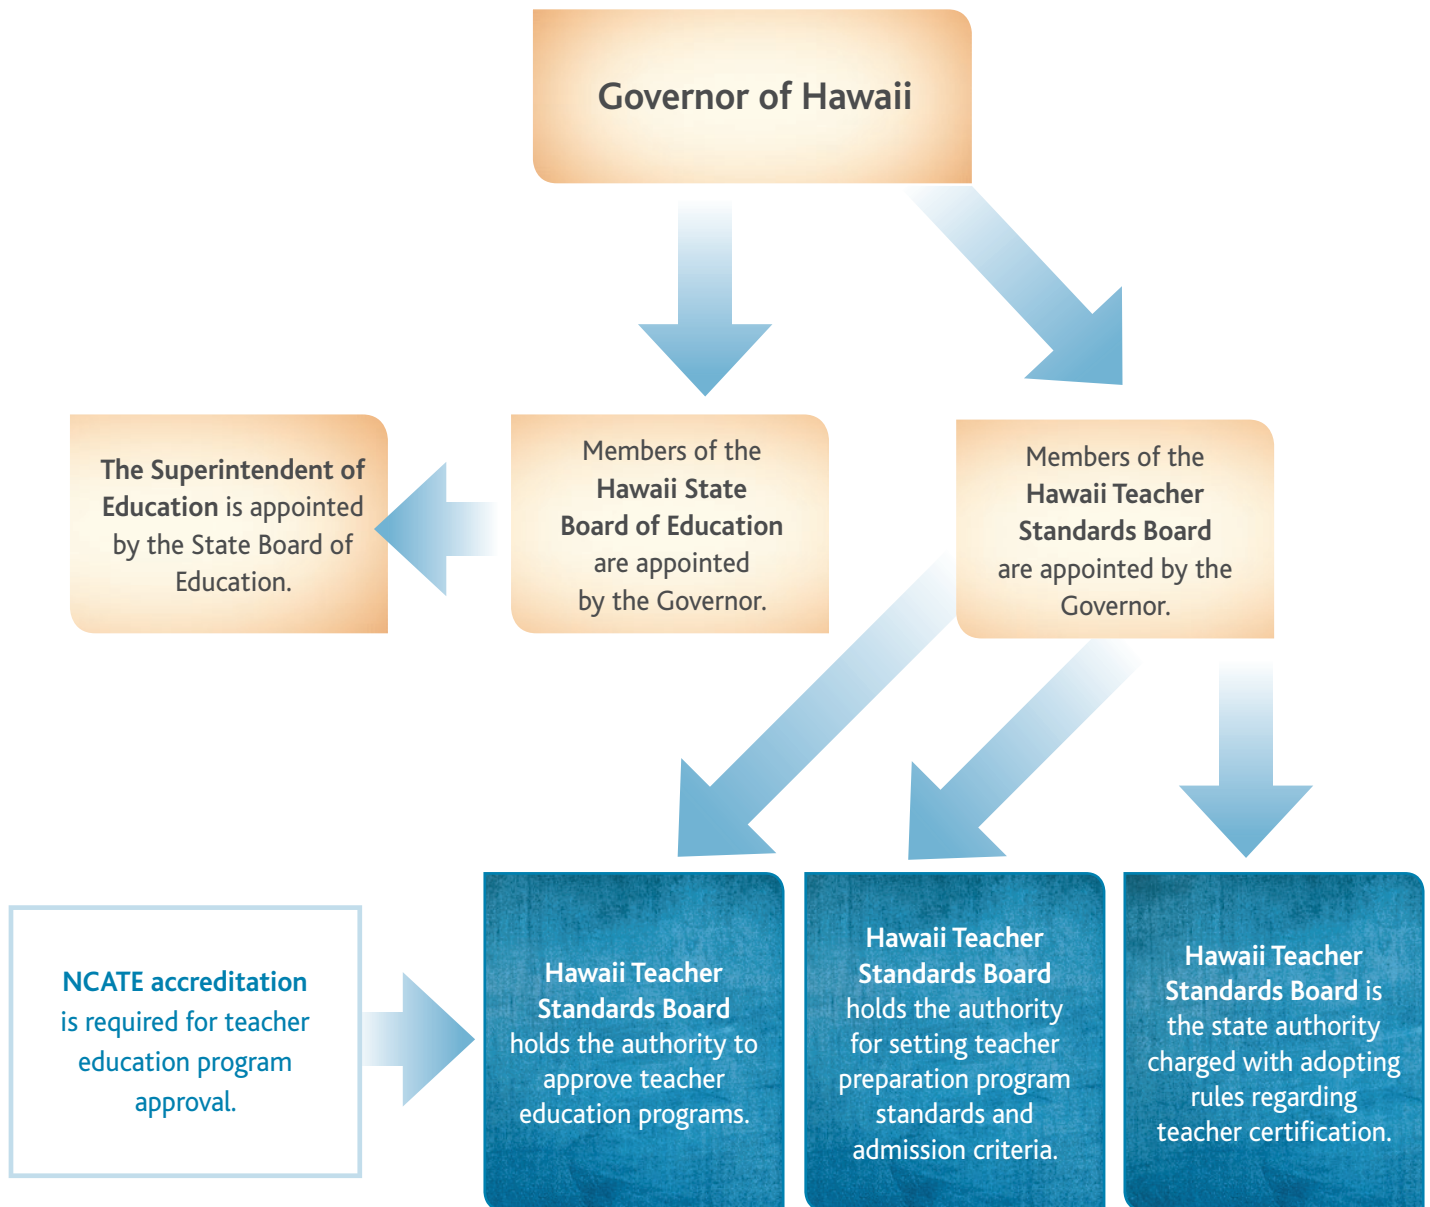 Governor of Hawaii
The Superintendent of
Education is appointed
by the State Board of
Education.
Members of the
Hawaii State
Board of Education
are appointed
by the Governor.
Members of the
Hawaii Teacher
Standards Board
are appointed by the
Governor.
NCATE accreditation
is required for teacher
education program
approval.
Hawaii Teacher
Standards Board
holds the authority to
approve teacher
education programs.
Hawaii Teacher
Standards Board
holds the authority
for setting teacher
preparation program
standards and
admission criteria.
Hawaii Teacher
Standards Board is
the state authority
charged with adopting
rules regarding
teacher certification.